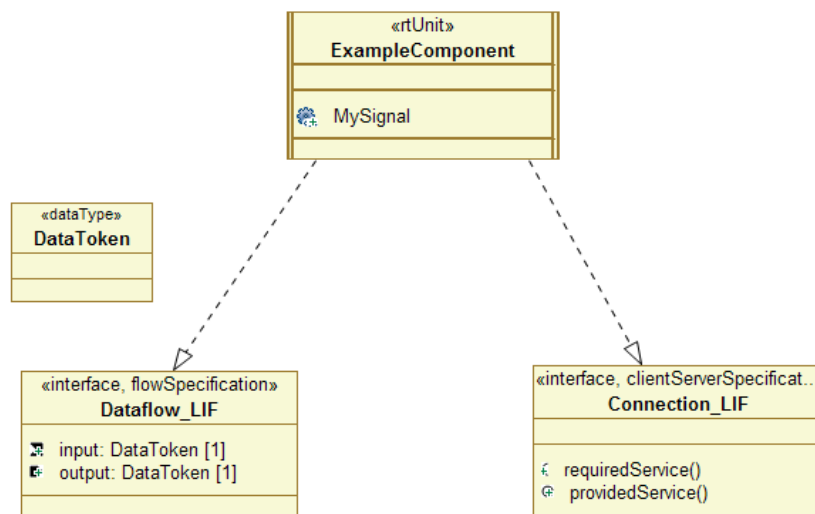 «rtUnit»
ExampleComponent
MySignal
«dataType»
DataToken
«interface, flowSpecification»
Dataflow_LIF
input: DataToken [1]
output: DataToken [1]
«interface, clientServerSpecificat...
Connection_LIF
requiredService()
providedService()